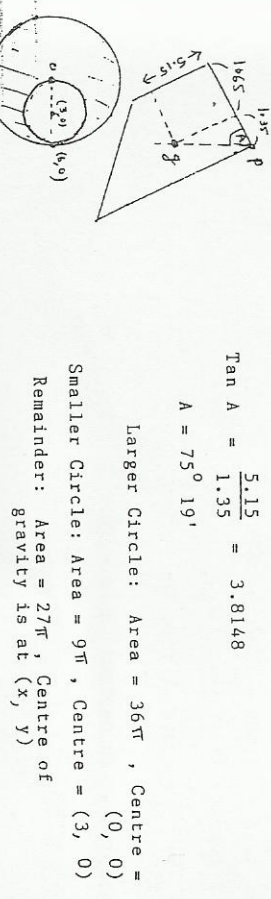 1.35
1.65
←5.15→
A
P
g
Tan A = 5.15 / 1.35 = 3.8148
A = 75° 19'
o
(3,0)
(6,0)
Larger Circle: Area = 36π , Centre =
(0, 0)
Smaller Circle: Area = 9π , Centre = (3, 0)
Remainder: Area = 27π , Centre of
gravity is at (x, y)